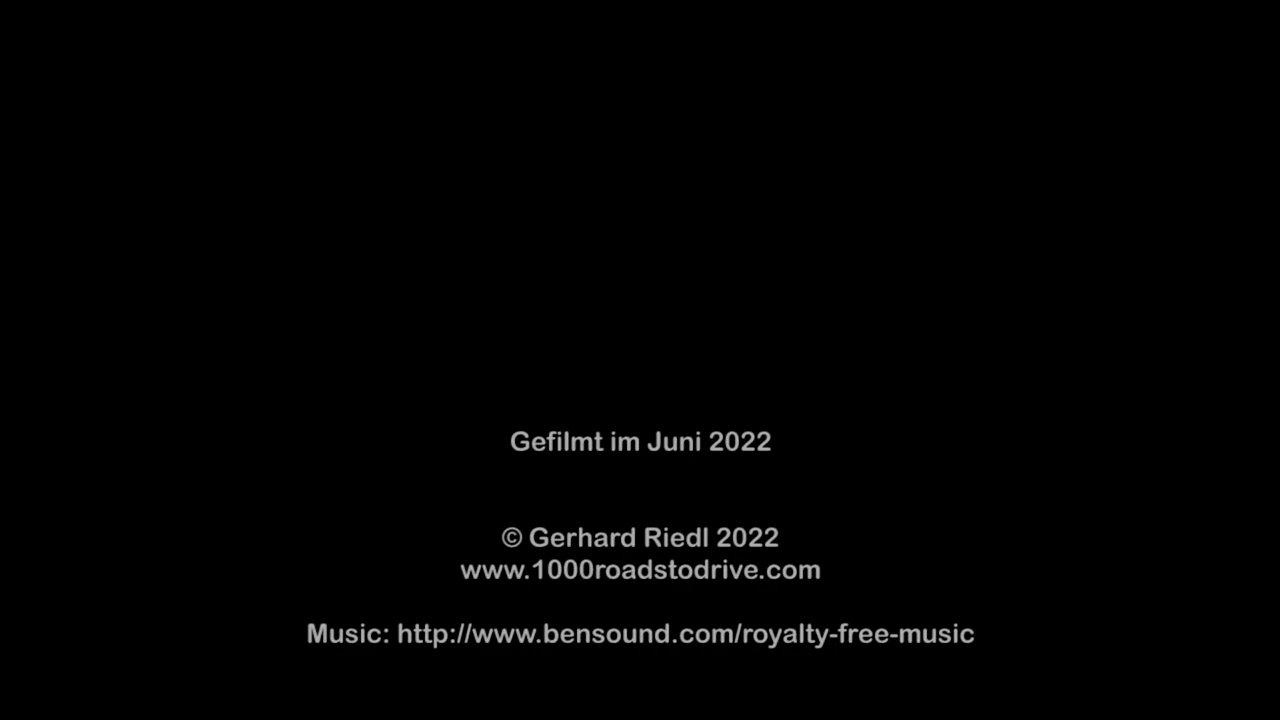 Gefilmt im Juni 2022
© Gerhard Riedl 2022
www.1000roadstodrive.com
Music: http://www.bensound.com/royalty-free-music